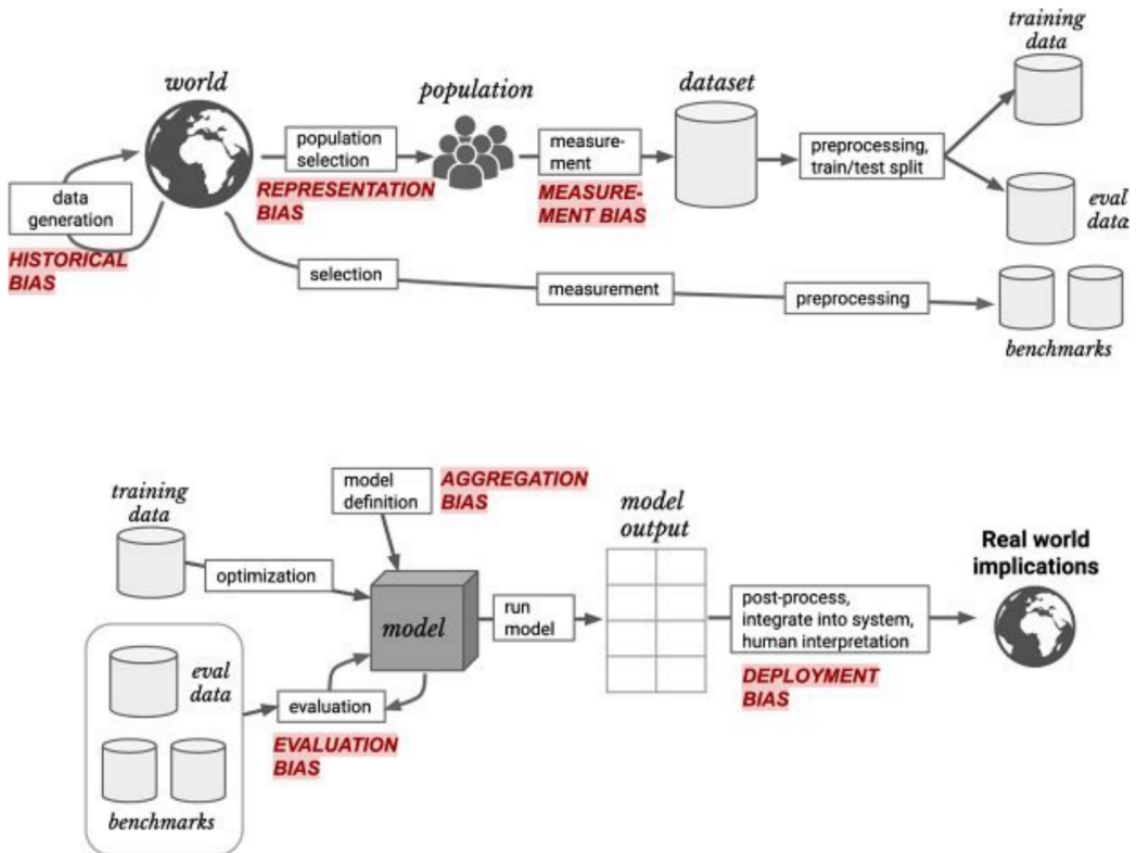 training
data
world
population
dataset
population
selection
measure-
ment
preprocessing,
train/test split
REPRESENTATION
BIAS
MEASURE-
MENT BIAS
data
generation
eval
data
HISTORICAL
BIAS
selection
measurement
preprocessing
benchmarks
training
data
model
definition
AGGREGATION
BIAS
model
output
Real world
implications
optimization
model
run
model
post-process,
integrate into system,
human interpretation
eval
data
evaluation
DEPLOYMENT
BIAS
EVALUATION
BIAS
benchmarks